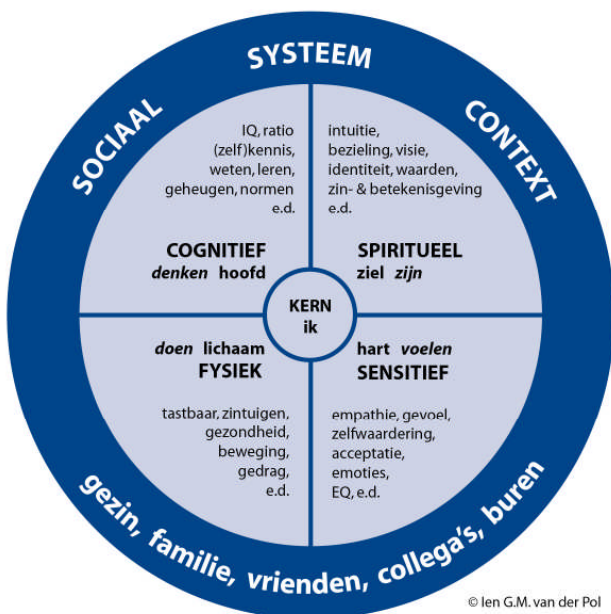 SOCIAAL SYSTEEM CONTEXT
IQ, ratio
(zelf)kennis,
weten, leren,
geheugen, normen
e.d.
COGNITIEF
denken hoofd
intuitie,
bezieling, visie,
identiteit, waarden,
zin- & betekenisgeving
e.d.
SPIRITUEEL
ziel zijn
KERN
ik
doen lichaam
FYSIEK
tastbaar, zintuigen,
gezondheid,
beweging,
gedrag,
e.d.
hart voelen
SENSITIEF
empathie, gevoel,
zelfwaardering,
acceptatie,
emoties,
EQ, e.d.
gezin, familie, vrienden, collega's, buren
© Ien G.M. van der Pol